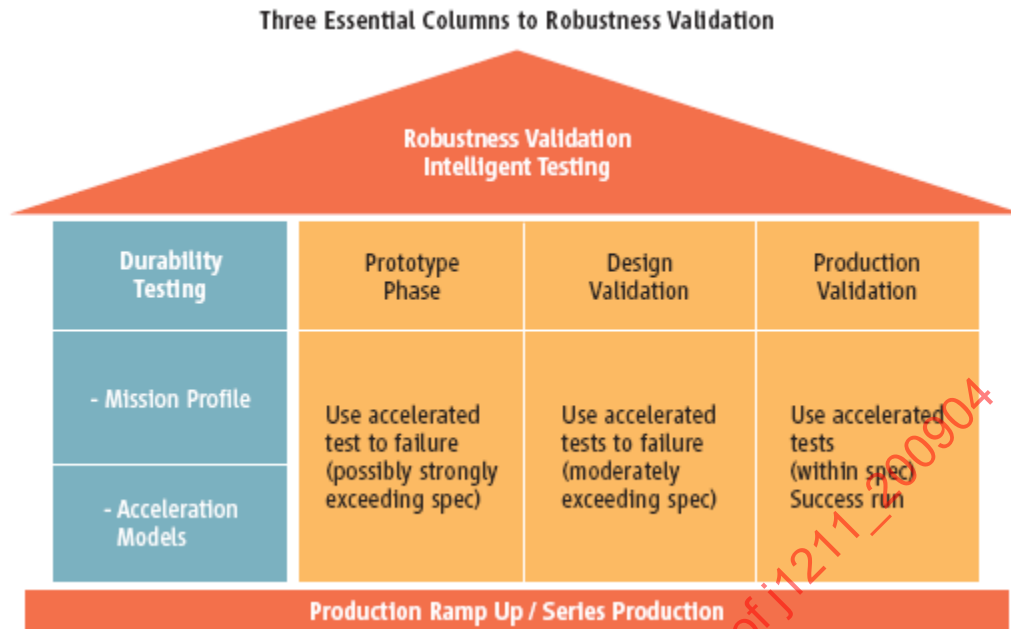 Three Essential Columns to Robustness Validation
Robustness Validation
Intelligent Testing
Durability
Testing
- Mission Profile
- Acceleration
Models
Prototype
Phase
Use accelerated
test to failure
(possibly strongly
exceeding spec)
Design
Validation
Use accelerated
tests to failure
(moderately
exceeding spec)
Production
Validation
Use accelerated
tests
(within spec)
Success run
Production Ramp Up / Series Production
of j1211_200904